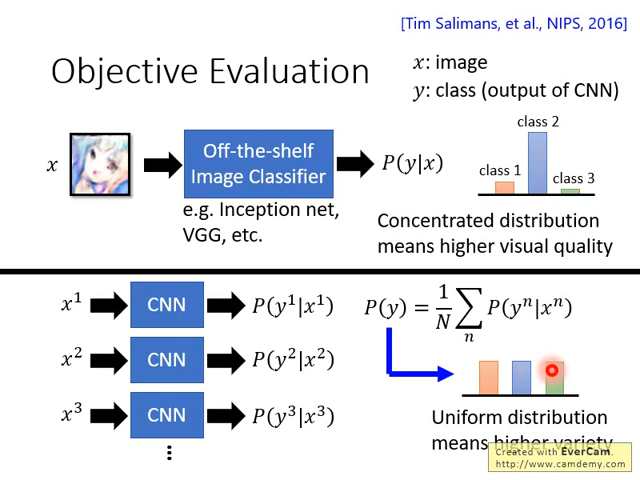 [Tim Salimans, et al., NIPS, 2016]
Objective Evaluation
x: image
y: class (output of CNN)
x
Off-the-shelf
Image Classifier
P(y|x)
class 1
class 2
class 3
e.g. Inception net,
VGG, etc.
Concentrated distribution
means higher visual quality
x¹ CNN P(y¹|x¹)
x² CNN P(y²|x²)
x³ CNN P(y³|x³)
⋮
P(y) = 1/N ∑ₙ P(yⁿ|xⁿ)
Uniform distribution
means higher variety
Created with EverCam.
http://www.camdemy.com